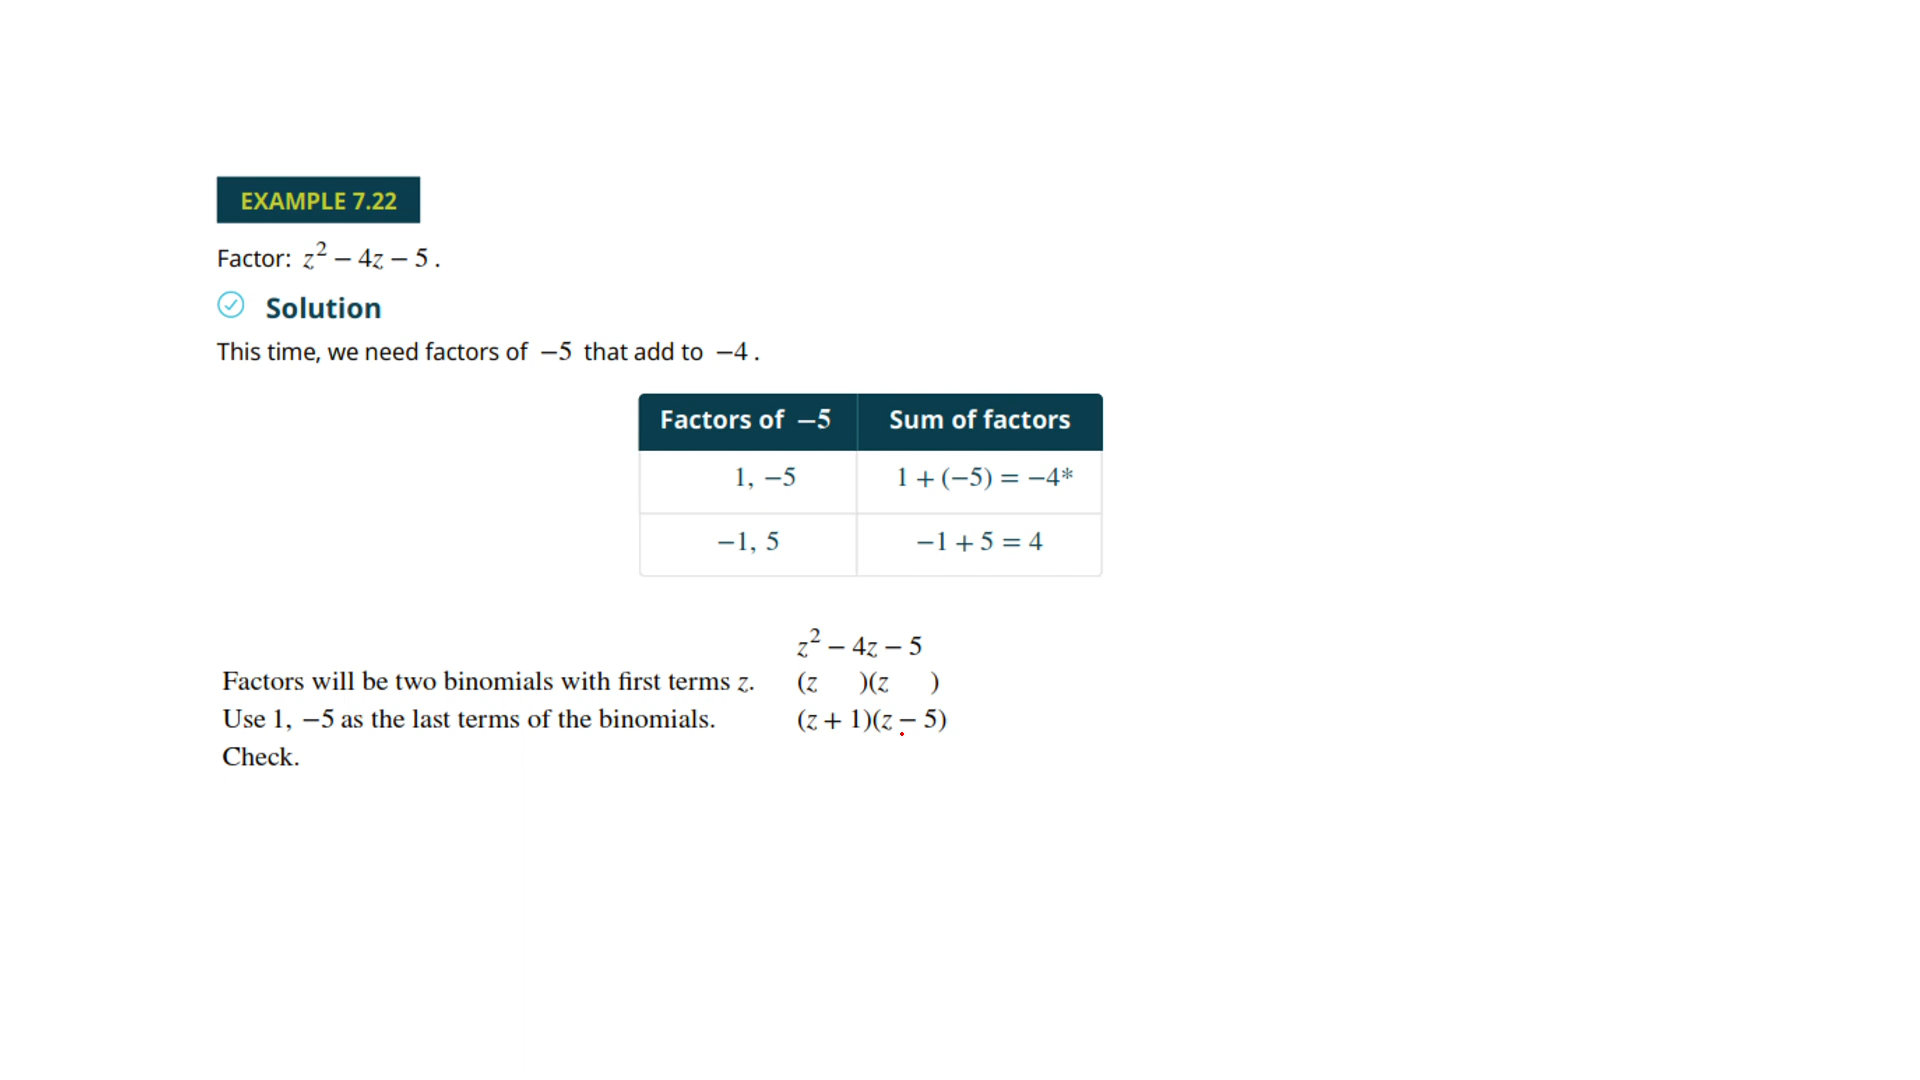 EXAMPLE 7.22
Factor: z² − 4z − 5 .
Solution
This time, we need factors of −5 that add to −4 .
Factors of −5 Sum of factors
1, −5 1 + (−5) = −4*
−1, 5 −1 + 5 = 4
z² − 4z − 5
Factors will be two binomials with first terms z. (z )(z )
Use 1, −5 as the last terms of the binomials. (z + 1)(z − 5)
Check.